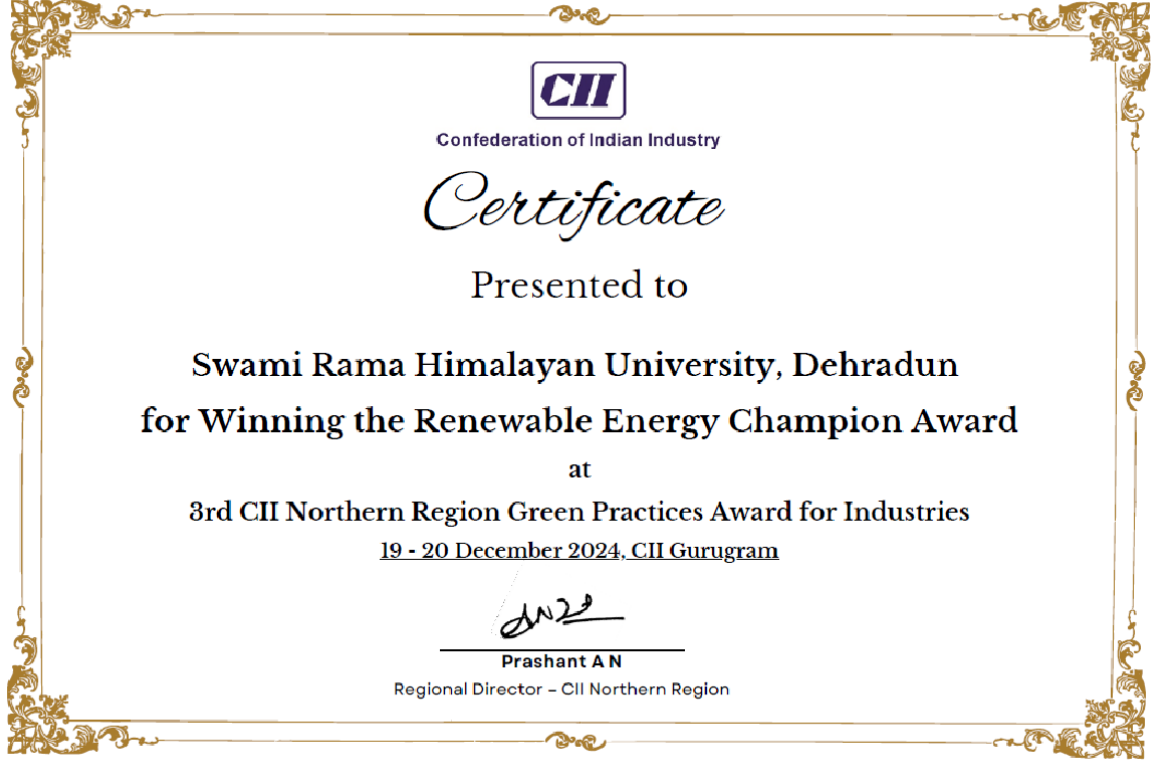 CII
Confederation of Indian Industry
Certificate
Presented to
Swami Rama Himalayan University, Dehradun
for Winning the Renewable Energy Champion Award
at
3rd CII Northern Region Green Practices Award for Industries
19 - 20 December 2024, CII Gurugram
Prashant A N
Regional Director – CII Northern Region